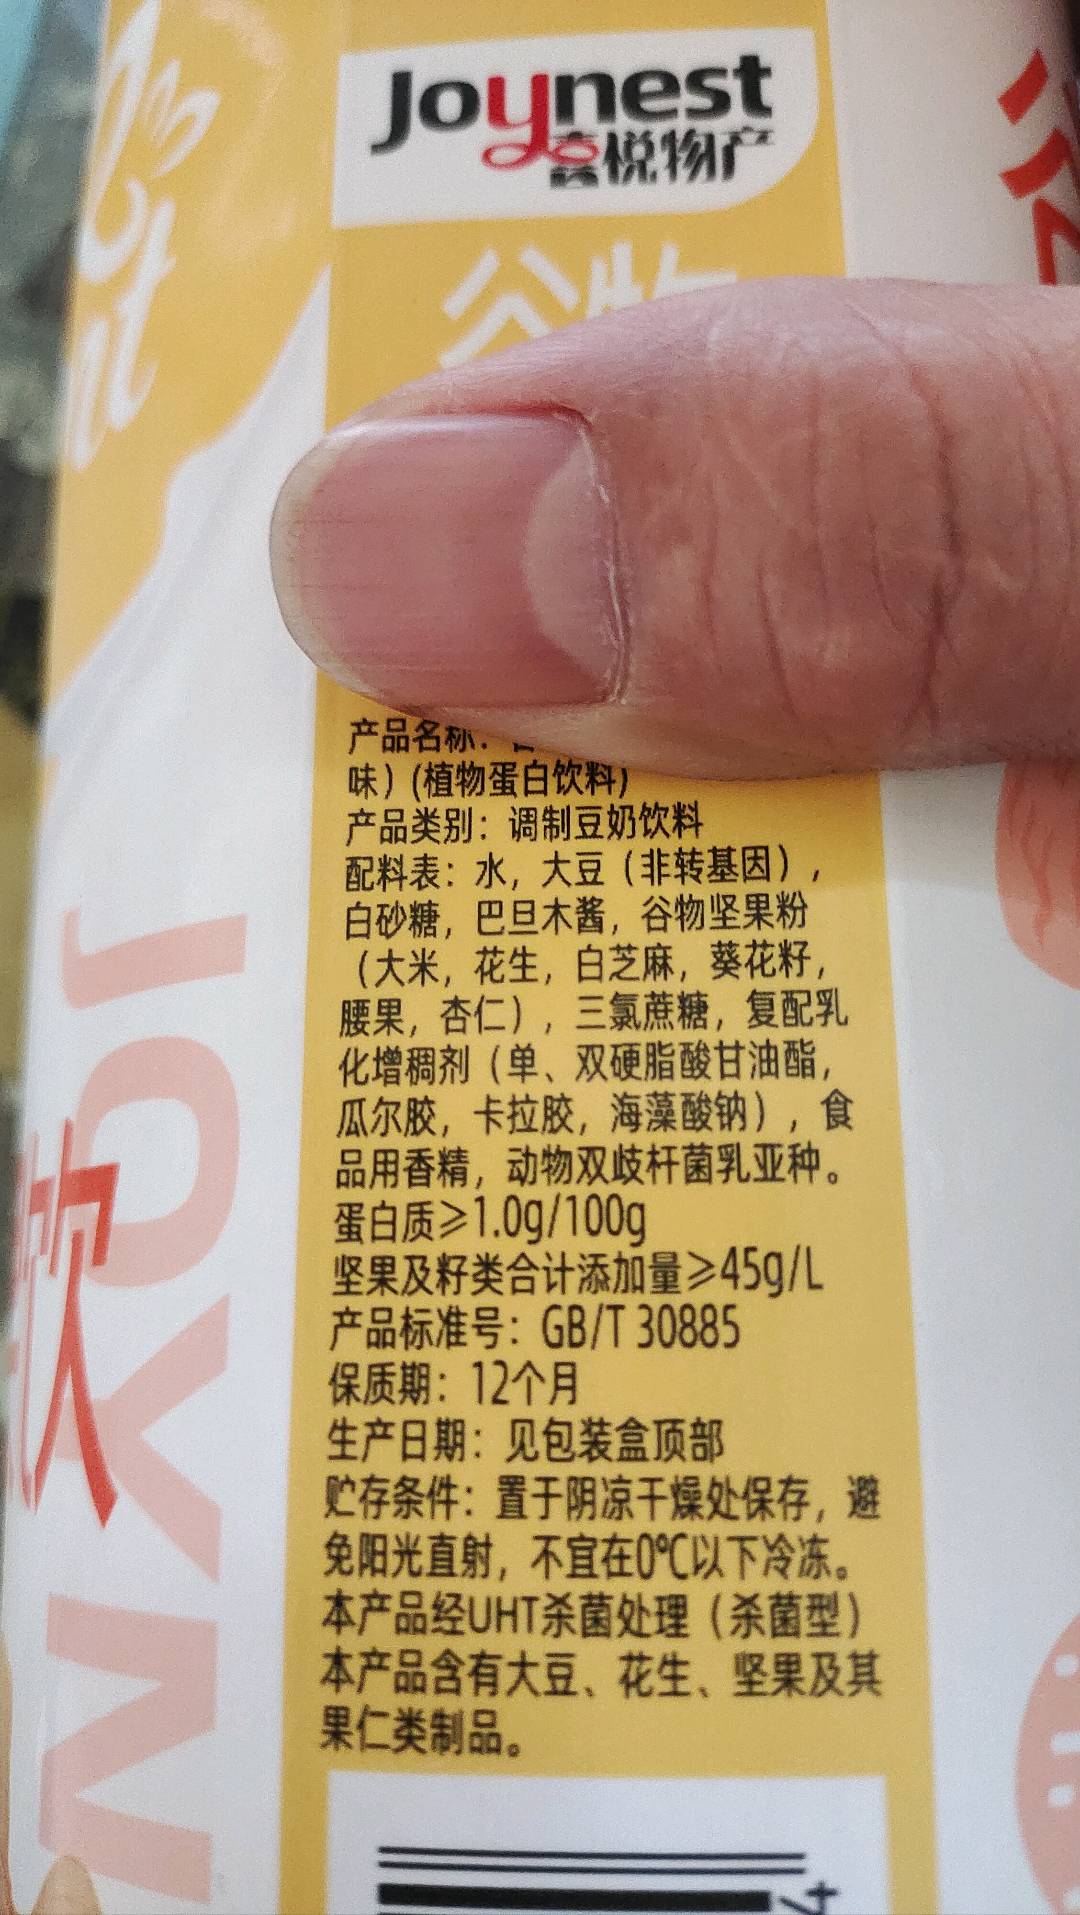 Joynest
喜悦物产
谷物
产品名称:
味）(植物蛋白饮料)
产品类别：调制豆奶饮料
配料表：水，大豆（非转基因），
白砂糖，巴旦木酱，谷物坚果粉
（大米，花生，白芝麻，葵花籽，
腰果，杏仁），三氯蔗糖，复配乳
化增稠剂（单、双硬脂酸甘油酯，
瓜尔胶，卡拉胶，海藻酸钠），食
品用香精，动物双歧杆菌乳亚种。
蛋白质≥1.0g/100g
坚果及籽类合计添加量≥45g/L
产品标准号：GB/T 30885
保质期：12个月
生产日期：见包装盒顶部
贮存条件：置于阴凉干燥处保存，避
免阳光直射，不宜在0℃以下冷冻。
本产品经UHT杀菌处理（杀菌型）
本产品含有大豆、花生、坚果及其
果仁类制品。
JOY
饮